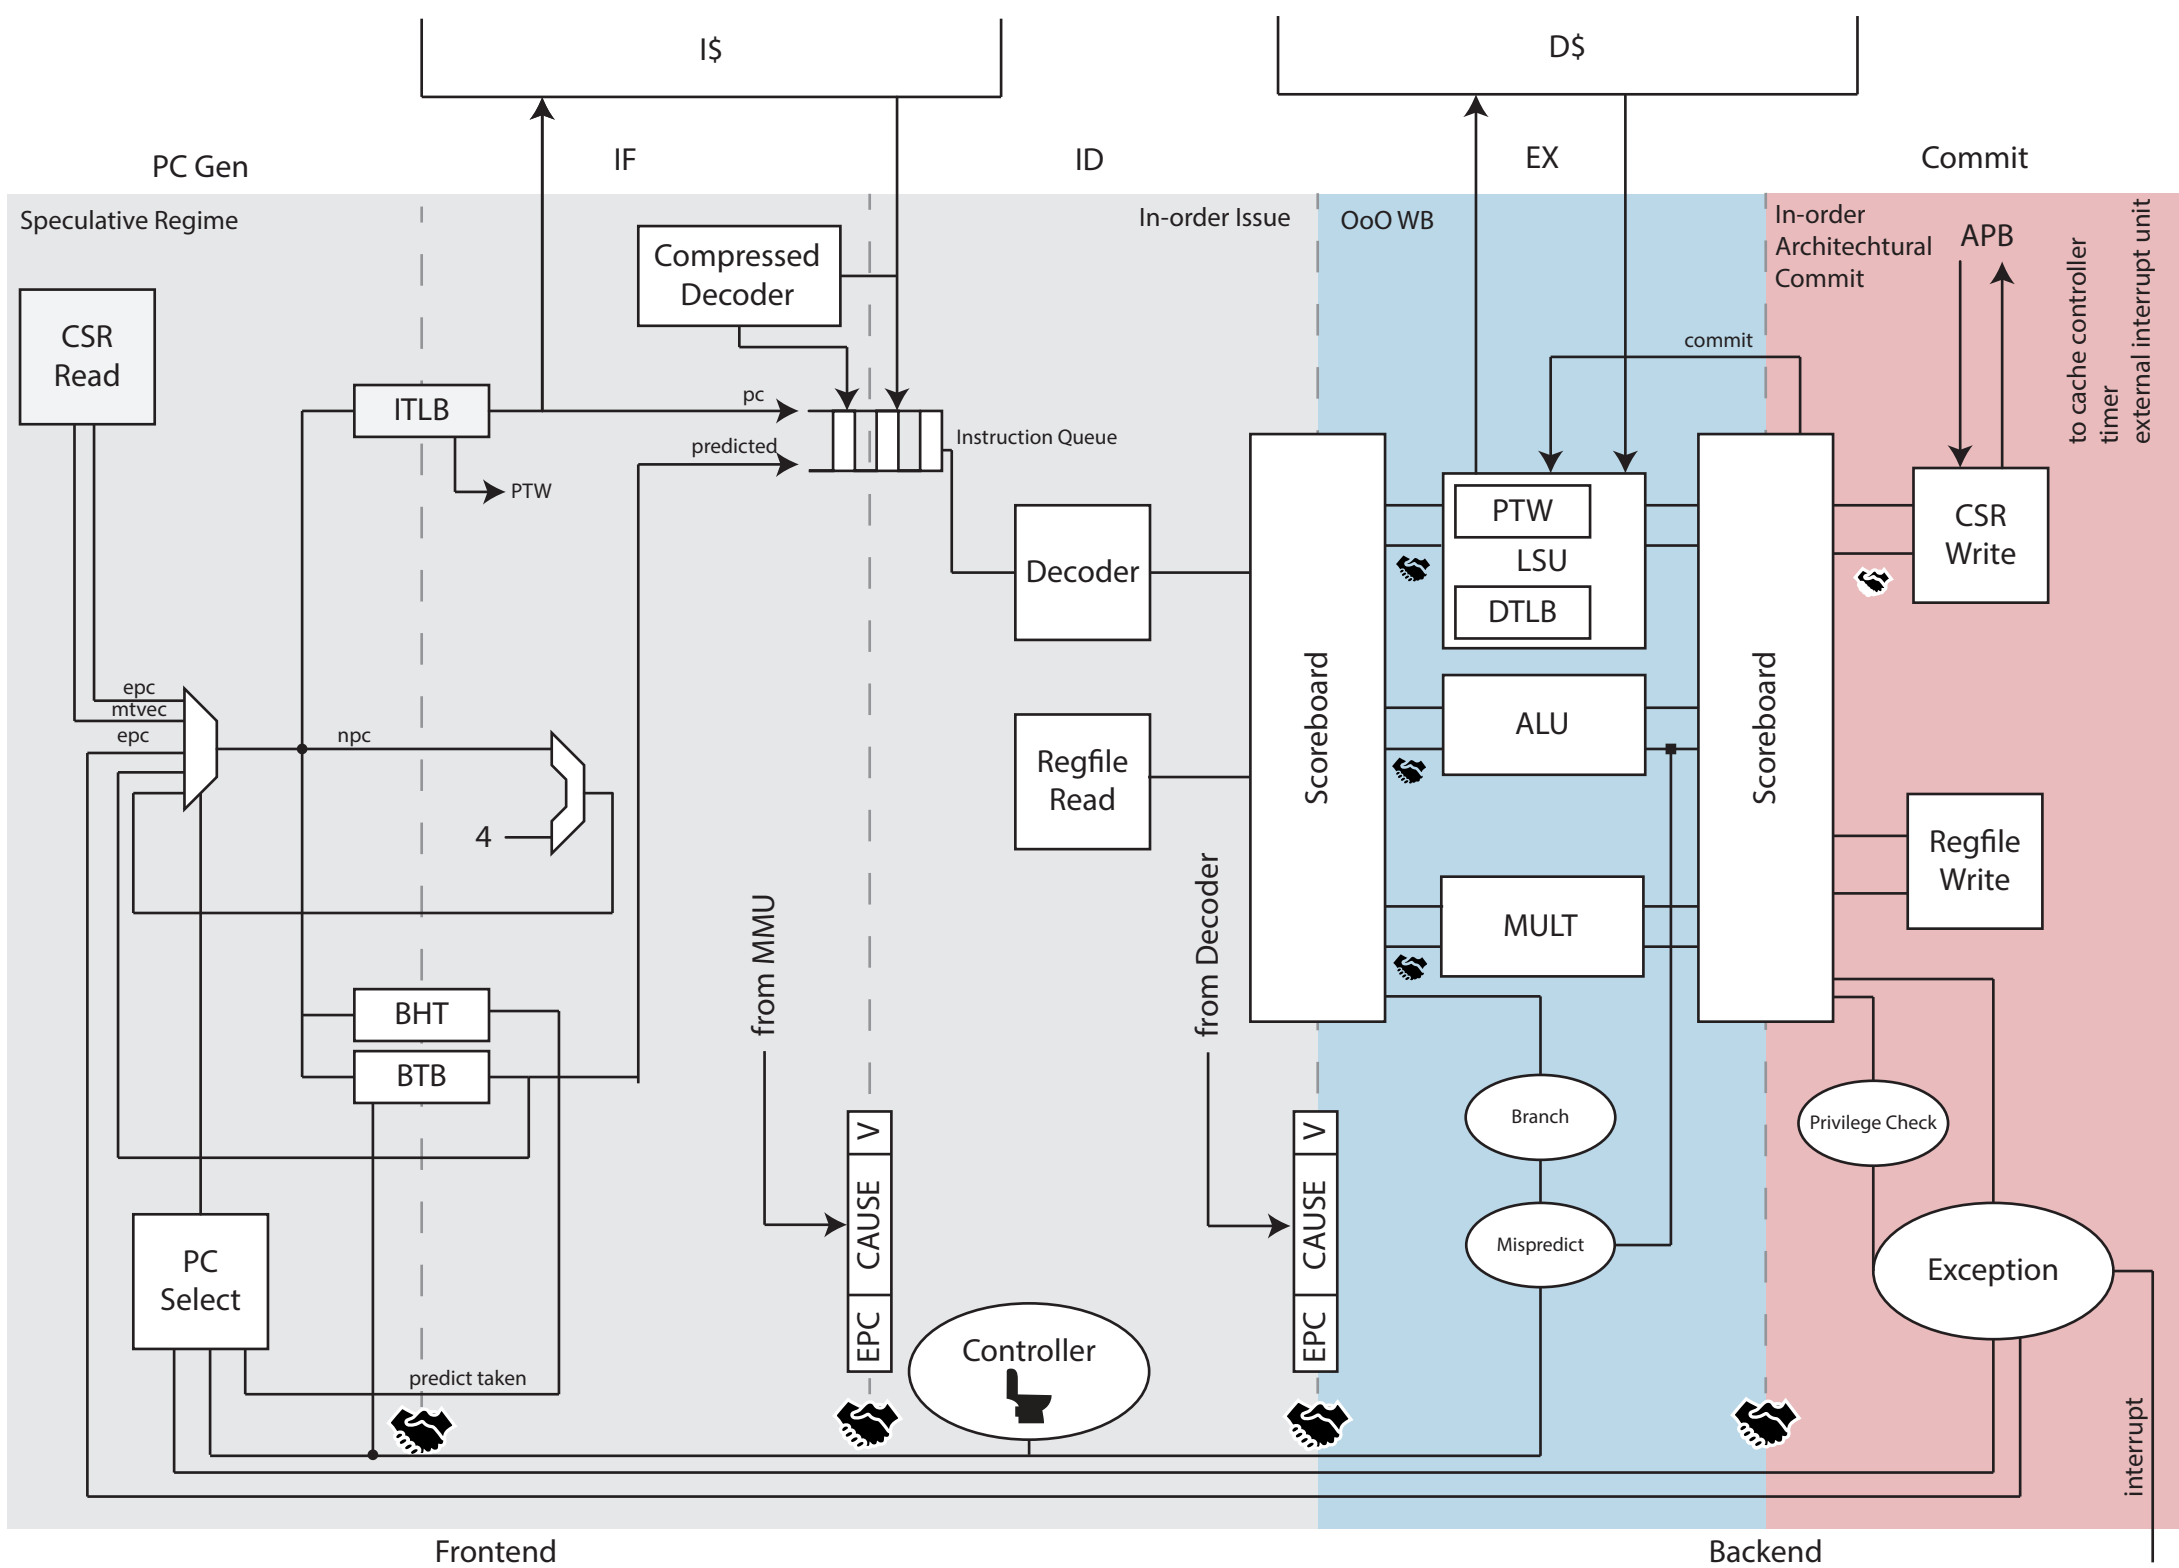 I$
D$
PC Gen
IF
ID
EX
Commit
Speculative Regime
In-order Issue
OoO WB
In-order
Architechtural
Commit
APB
to cache controller
timer
external interrupt unit
Compressed
Decoder
CSR
Read
commit
ITLB
pc
predicted
Instruction Queue
PTW
PTW
LSU
DTLB
CSR
Write
Decoder
Scoreboard
Scoreboard
epc
mtvec
epc
npc
4
Regfile
Read
ALU
Regfile
Write
from MMU
from Decoder
MULT
BHT
BTB
V
CAUSE
EPC
V
CAUSE
EPC
Branch
Privilege Check
Mispredict
Exception
PC
Select
Controller
predict taken
interrupt
Frontend
Backend